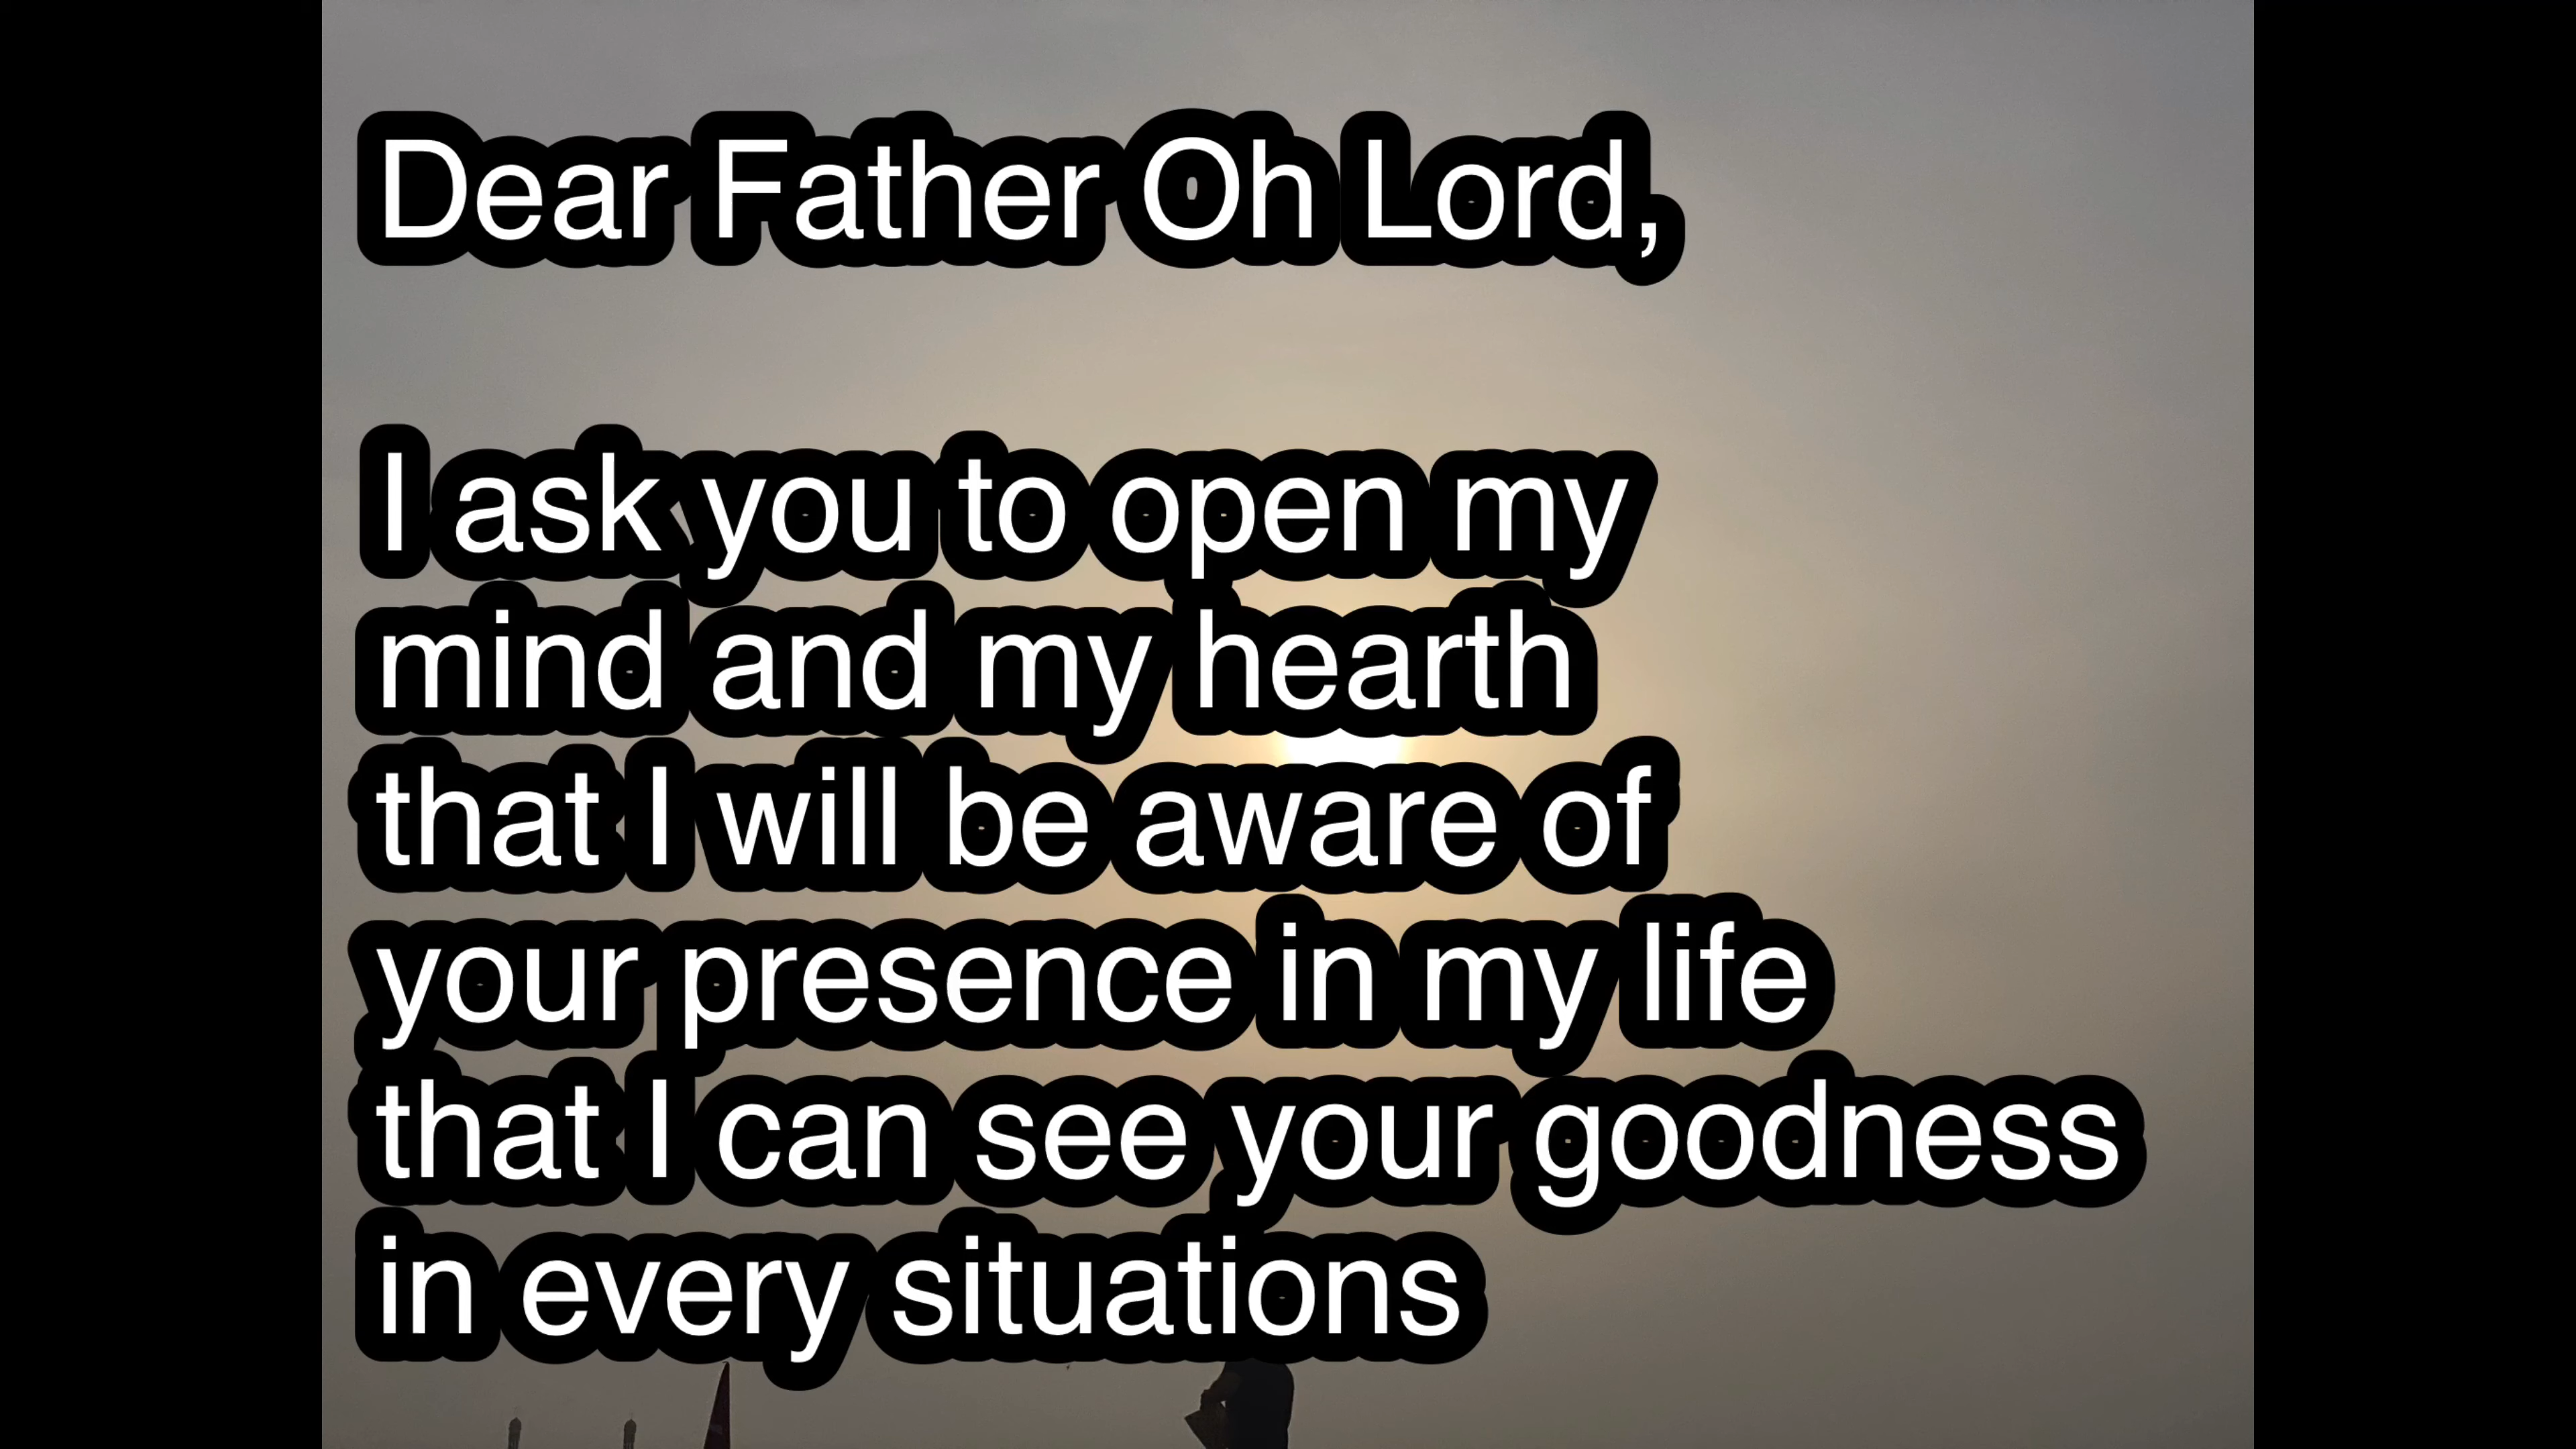 Dear Father Oh Lord,
I ask you to open my
mind and my hearth
that I will be aware of
your presence in my life
that I can see your goodness
in every situations